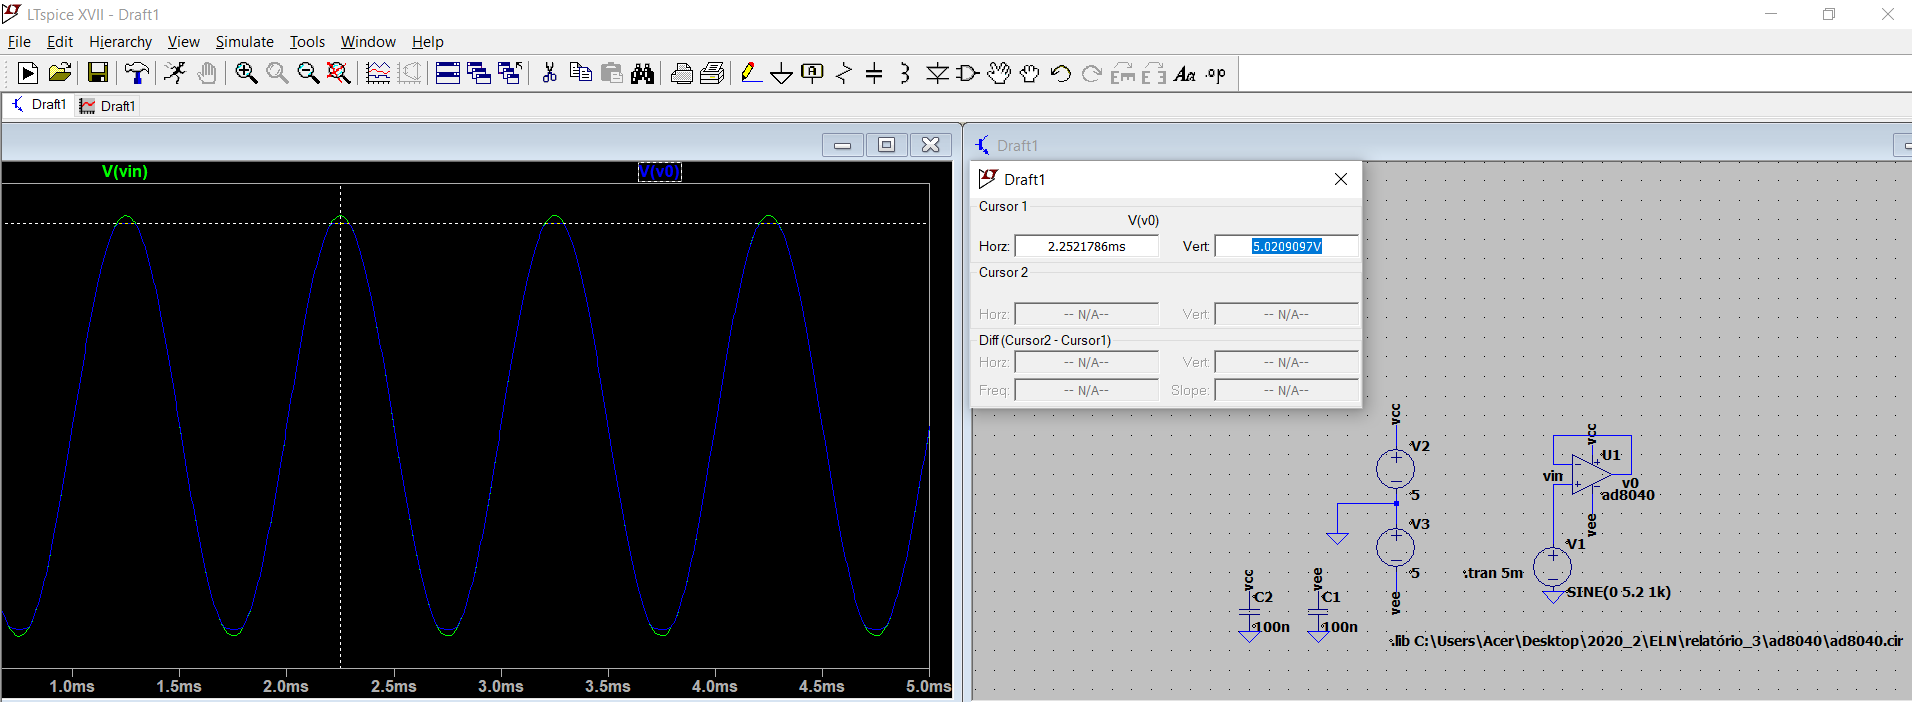 LTspice XVII - Draft1
File Edit Hierarchy View Simulate Tools Window Help
A Aa .op
Draft1 Draft1
V(vin) V(v0)
1.0ms 1.5ms 2.0ms 2.5ms 3.0ms 3.5ms 4.0ms 4.5ms 5.0ms
Draft1
Draft1
Cursor 1
V(v0)
Horz: 2.2521786ms Vert: 5.0209097V
Cursor 2
Horz: -- N/A-- Vert: -- N/A--
Diff (Cursor2 - Cursor1)
Horz: -- N/A-- Vert: -- N/A--
Freq: -- N/A-- Slope: -- N/A--
vcc
V2
5
V3
5
vee
vcc
U1
vin
v0
ad8040
vee
V1
SINE(0 5.2 1k)
.tran 5m
vcc
C2
100n
vee
C1
100n
.lib C:\Users\Acer\Desktop\2020_2\ELN\relatório_3\ad8040\ad8040.cir